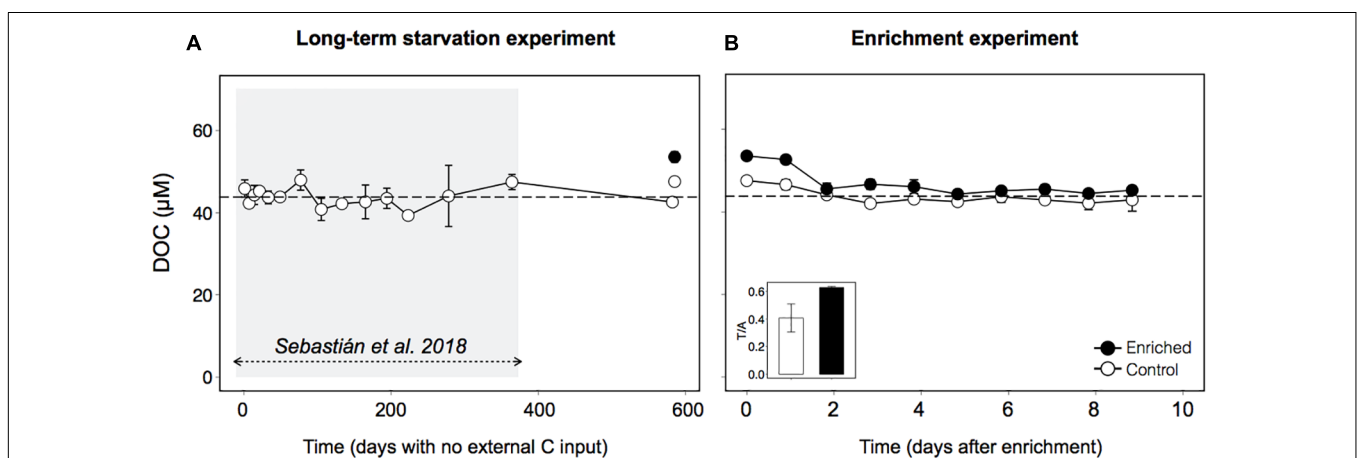 A Long-term starvation experiment
B Enrichment experiment
DOC (μM)
60
40
20
0
Sebastián et al. 2018
0 200 400 600
Time (days with no external C input)
T/A
0.6
0.4
0.2
0.0
Enriched
Control
0 2 4 6 8 10
Time (days after enrichment)